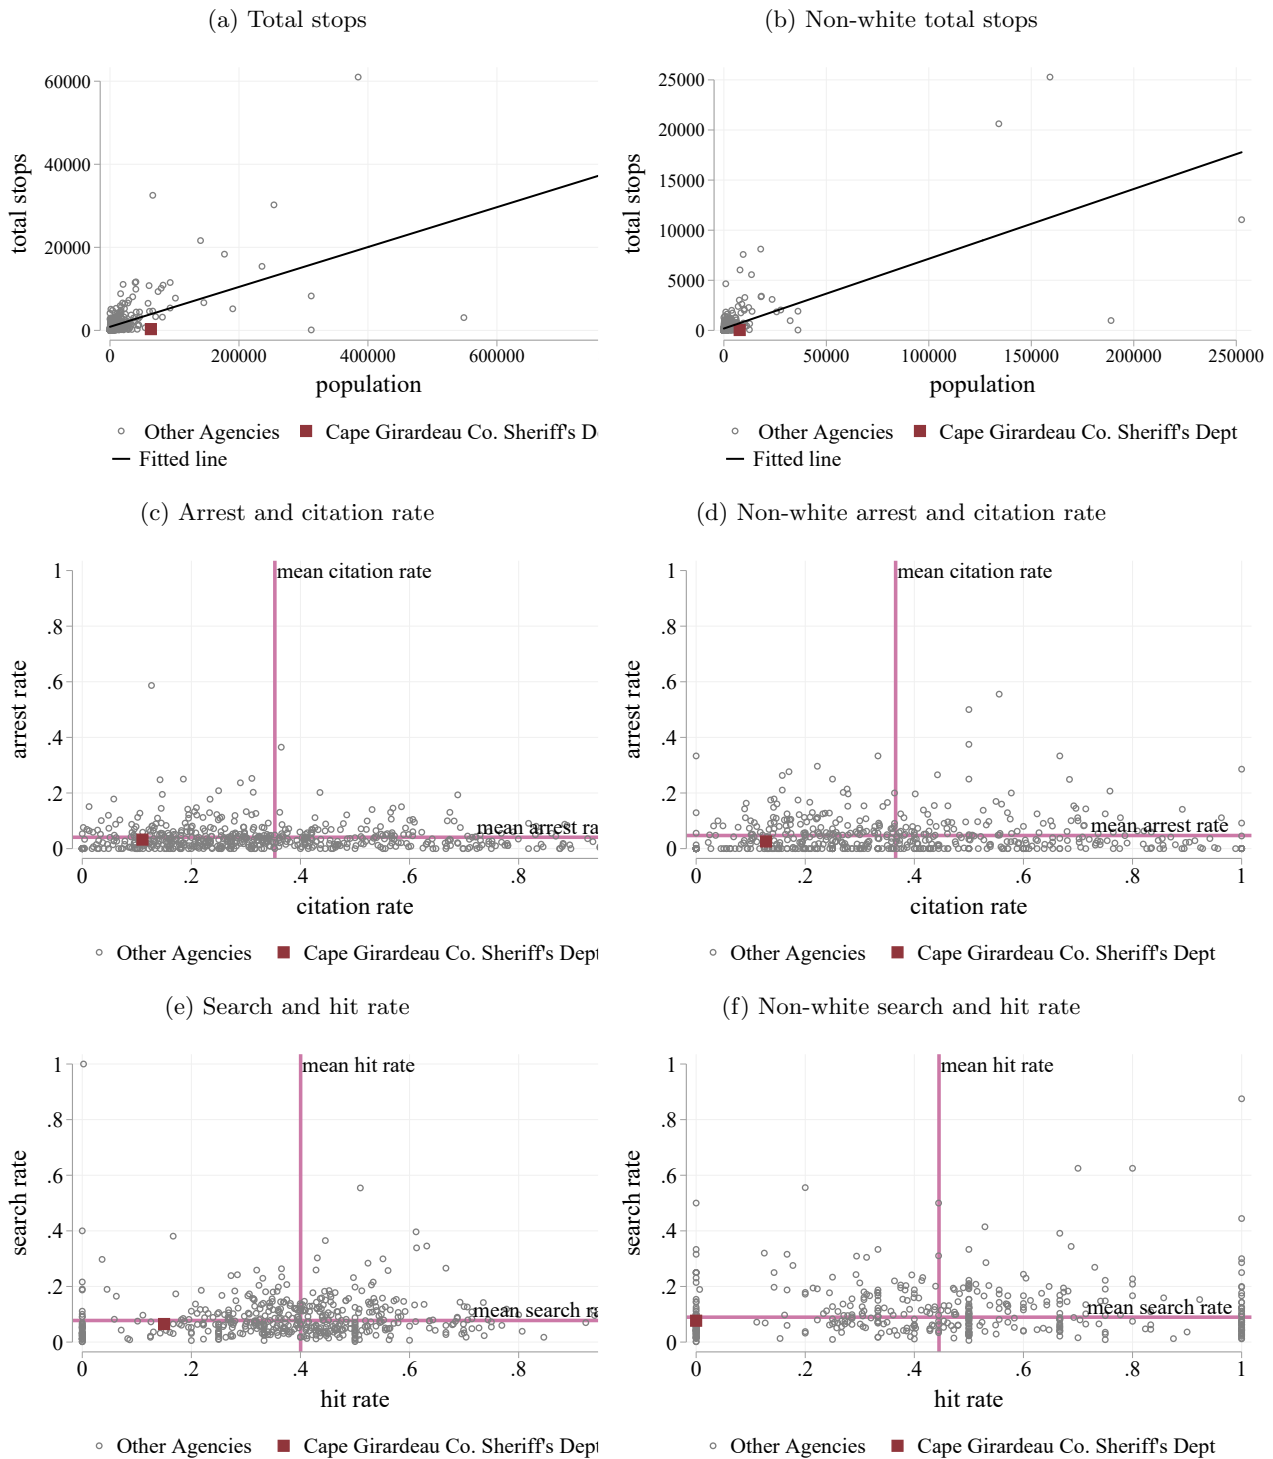 (a) Total stops
(b) Non-white total stops
total stops
60000
40000
20000
0
0 200000 400000 600000
population
Other Agencies Cape Girardeau Co. Sheriff's D
Fitted line
total stops
25000
20000
15000
10000
5000
0
0 50000 100000 150000 200000 250000
population
Other Agencies Cape Girardeau Co. Sheriff's Dept
Fitted line
(c) Arrest and citation rate
(d) Non-white arrest and citation rate
arrest rate
1
.8
.6
.4
.2
0
mean citation rate
mean arrest ra
0 .2 .4 .6 .8
citation rate
Other Agencies Cape Girardeau Co. Sheriff's Dept
arrest rate
1
.8
.6
.4
.2
0
mean citation rate
mean arrest rate
0 .2 .4 .6 .8 1
citation rate
Other Agencies Cape Girardeau Co. Sheriff's Dept
(e) Search and hit rate
(f) Non-white search and hit rate
search rate
1
.8
.6
.4
.2
0
mean hit rate
mean search ra
0 .2 .4 .6 .8
hit rate
Other Agencies Cape Girardeau Co. Sheriff's Dept
search rate
1
.8
.6
.4
.2
0
mean hit rate
mean search rate
0 .2 .4 .6 .8 1
hit rate
Other Agencies Cape Girardeau Co. Sheriff's Dept